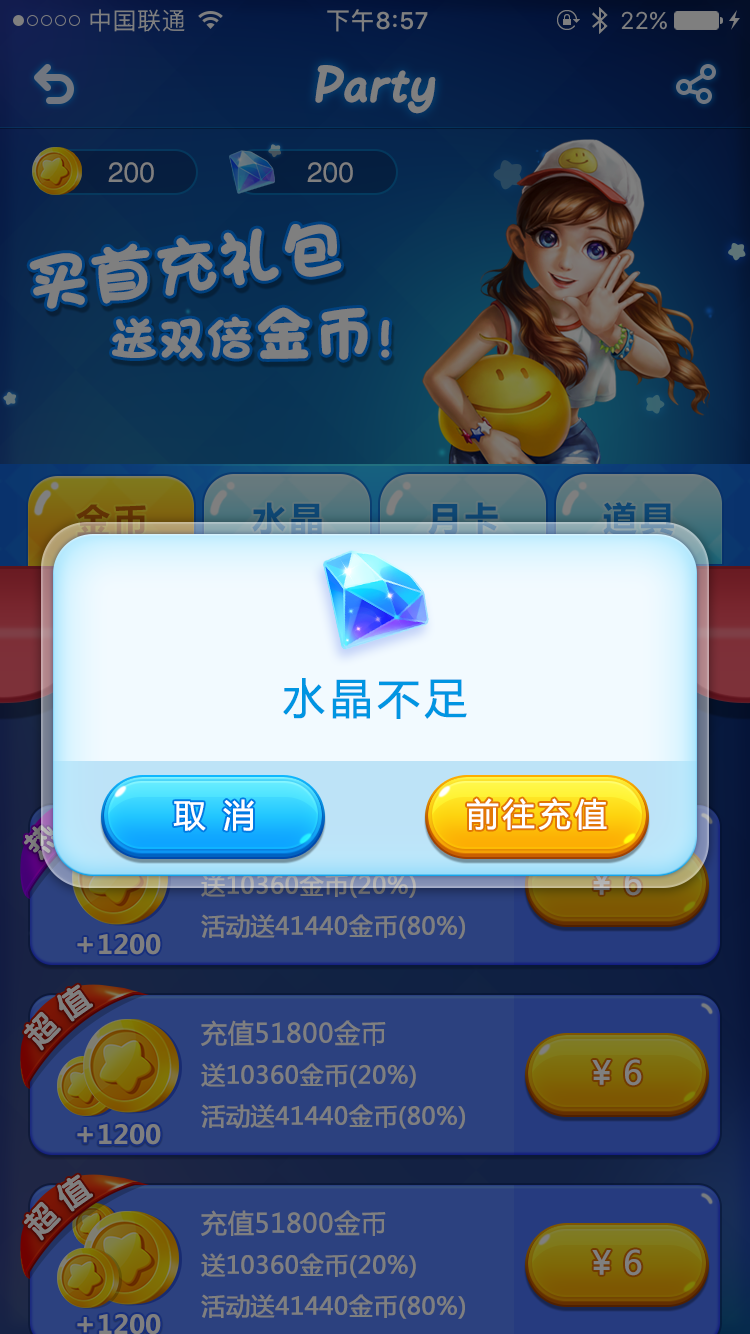 中国联通 下午8:57 22%
Party
200 200
买首充礼包
送双倍金币!
金币 水晶 月卡 道具
水晶不足
取消 前往充值
热
送10360金币(20%)
¥ 6
活动送41440金币(80%)
+1200
超值
充值51800金币
送10360金币(20%)
¥ 6
活动送41440金币(80%)
+1200
超值
充值51800金币
送10360金币(20%)
¥ 6
活动送41440金币(80%)
+1200